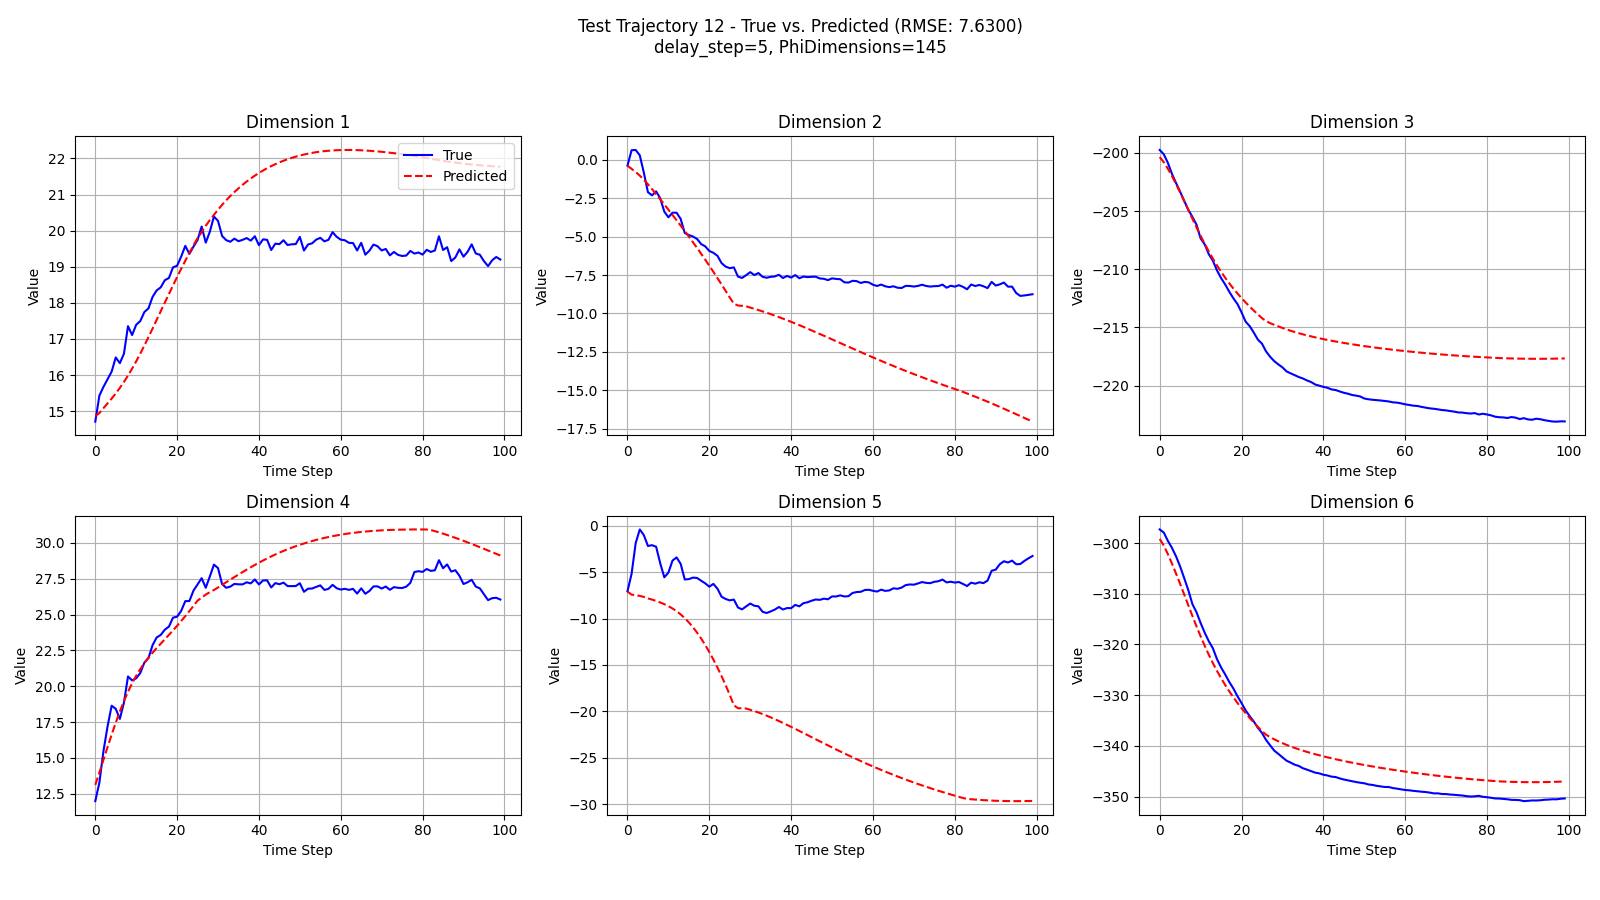 Test Trajectory 12 - True vs. Predicted (RMSE: 7.6300)
delay_step=5, PhiDimensions=145
Dimension 1
Value
22
21
20
19
18
17
16
15
0 20 40 60 80 100
Time Step
True
Predicted
Dimension 2
Value
0.0
−2.5
−5.0
−7.5
−10.0
−12.5
−15.0
−17.5
0 20 40 60 80 100
Time Step
Dimension 3
Value
−200
−205
−210
−215
−220
0 20 40 60 80 100
Time Step
Dimension 4
Value
30.0
27.5
25.0
22.5
20.0
17.5
15.0
12.5
0 20 40 60 80 100
Time Step
Dimension 5
Value
0
−5
−10
−15
−20
−25
−30
0 20 40 60 80 100
Time Step
Dimension 6
Value
−300
−310
−320
−330
−340
−350
0 20 40 60 80 100
Time Step